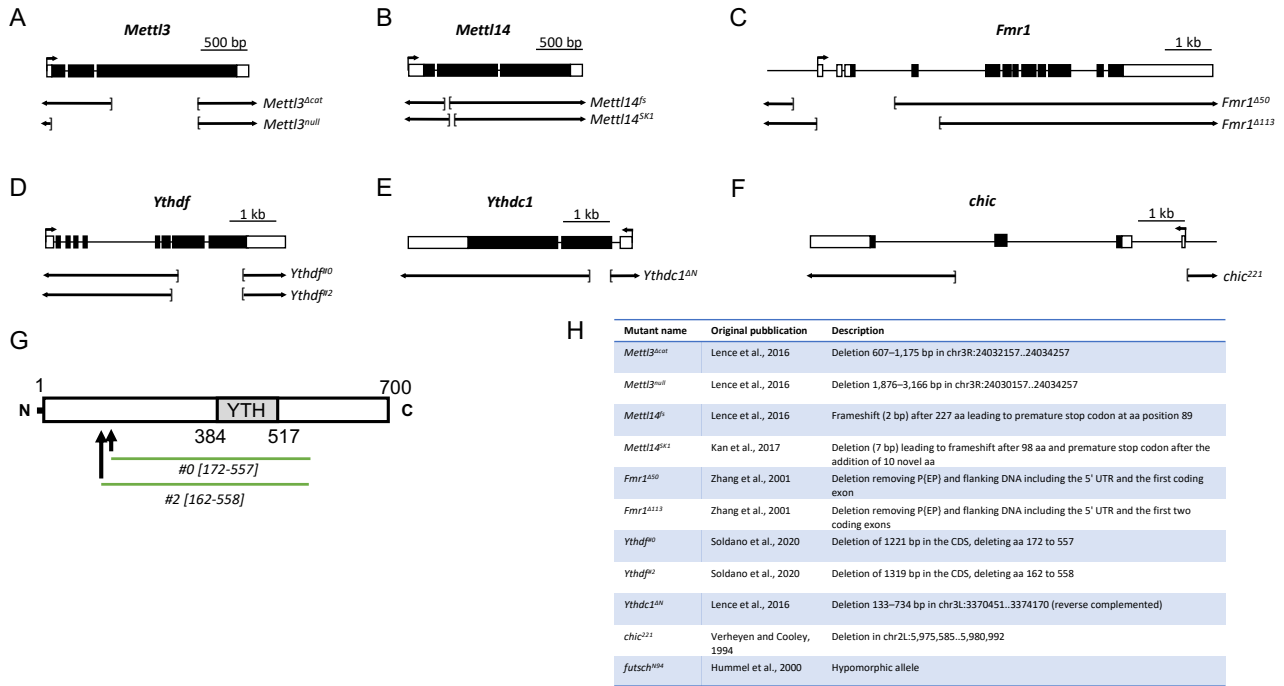 A
Mettl3
500 bp
Mettl3Δcat
Mettl3null
B
Mettl14
500 bp
Mettl14fs
Mettl14SK1
C
Fmr1
1 kb
Fmr1Δ50
Fmr1Δ113
D
Ythdf
1 kb
Ythdf#0
Ythdf#2
E
Ythdc1
1 kb
Ythdc1ΔN
F
chic
1 kb
chic221
G
1 700
N YTH C
384 517
#0 [172-557]
#2 [162-558]
H
Mutant name Original pubblication Description
Mettl3Δcat Lence et al., 2016 Deletion 607–1,175 bp in chr3R:24032157..24034257
Mettl3null Lence et al., 2016 Deletion 1,876–3,166 bp in chr3R:24030157..24034257
Mettl14fs Lence et al., 2016 Frameshift (2 bp) after 227 aa leading to premature stop codon at aa position 89
Mettl14SK1 Kan et al., 2017 Deletion (7 bp) leading to frameshift after 98 aa and premature stop codon after the
addition of 10 novel aa
Fmr1Δ50 Zhang et al., 2001 Deletion removing P{EP} and flanking DNA including the 5' UTR and the first coding
exon
Fmr1Δ113 Zhang et al., 2001 Deletion removing P{EP} and flanking DNA including the 5' UTR and the first two
coding exons
Ythdf#0 Soldano et al., 2020 Deletion of 1221 bp in the CDS, deleting aa 172 to 557
Ythdf#2 Soldano et al., 2020 Deletion of 1319 bp in the CDS, deleting aa 162 to 558
Ythdc1ΔN Lence et al., 2016 Deletion 133–734 bp in chr3L:3370451..3374170 (reverse complemented)
chic221 Verheyen and Cooley, Deletion in chr2L:5,975,585..5,980,992
1994
futschN94 Hummel et al., 2000 Hypomorphic allele